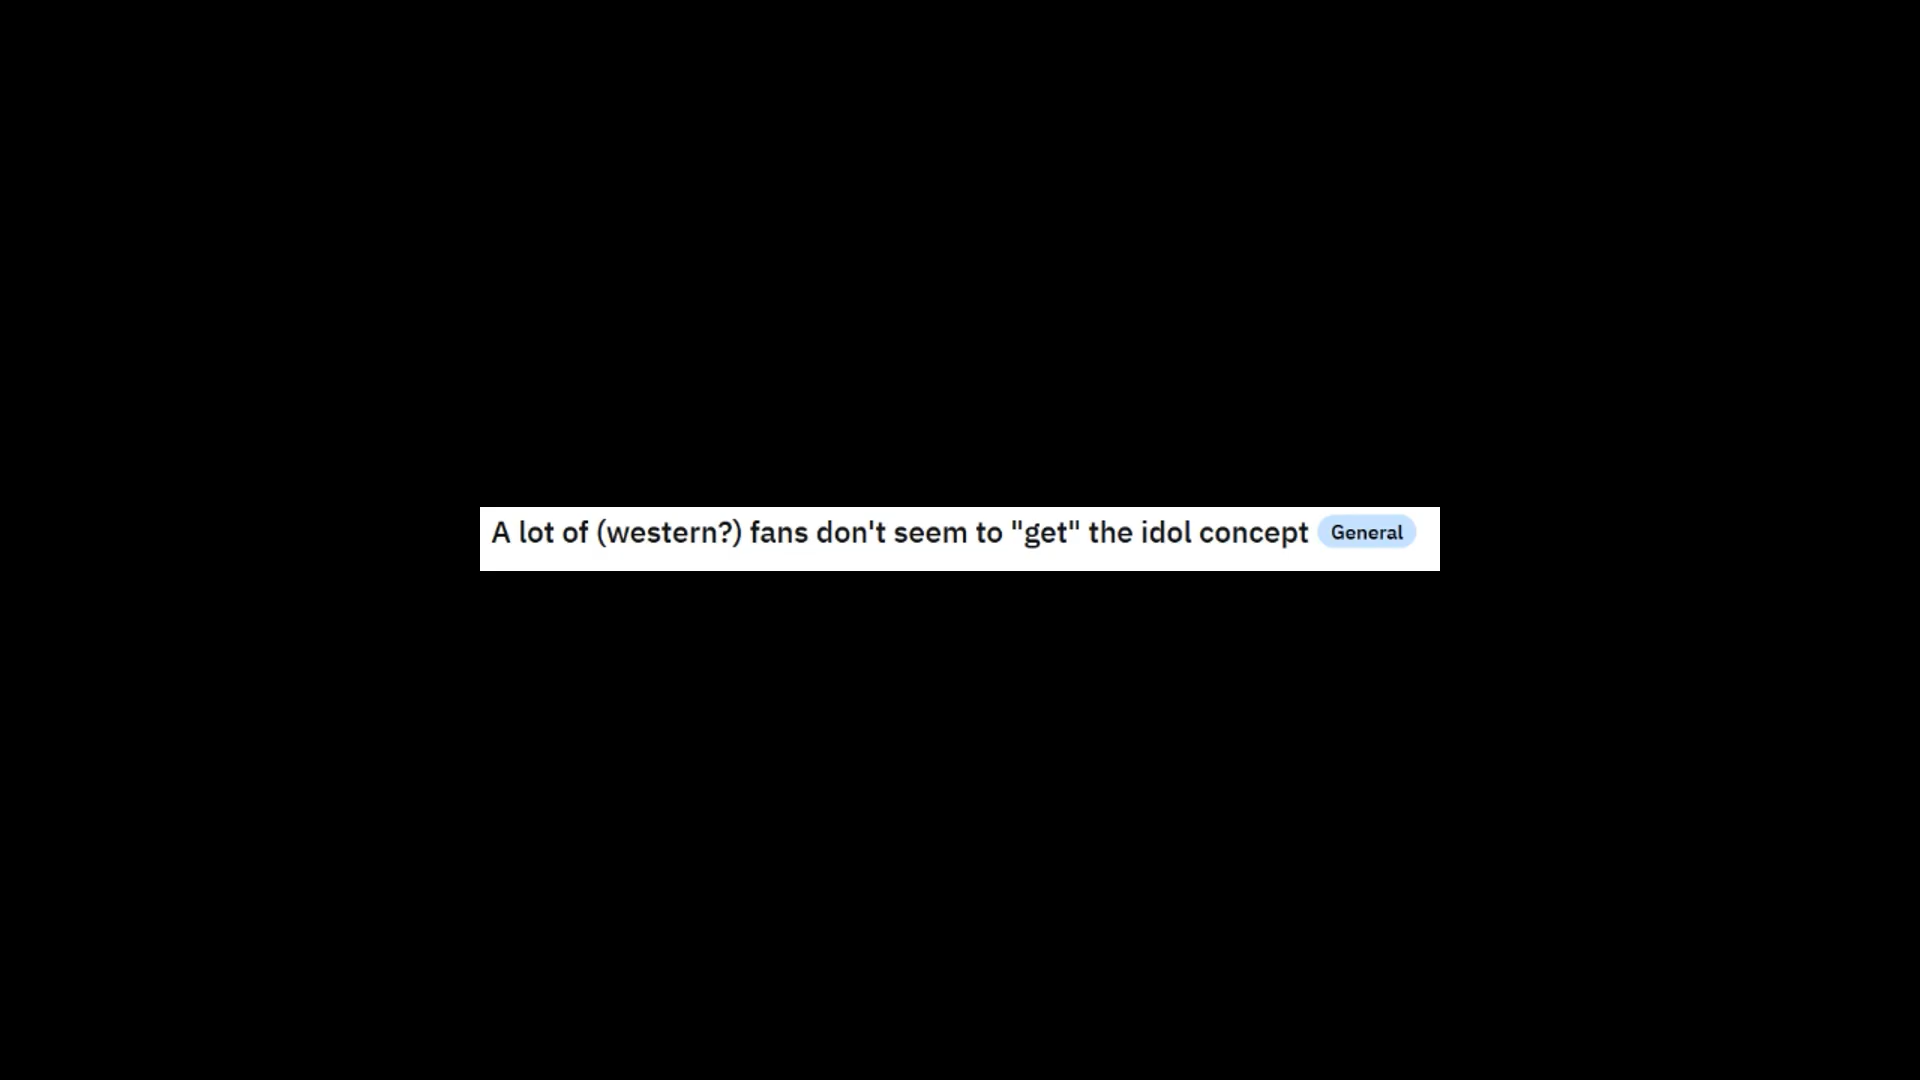 A lot of (western?) fans don't seem to "get" the idol concept General